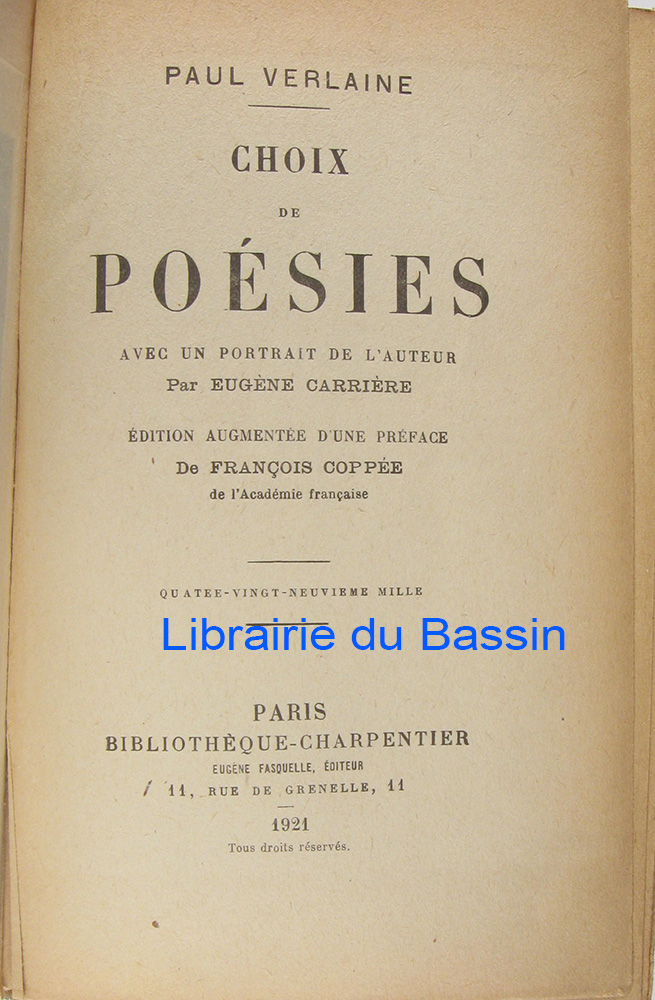 PAUL VERLAINE
CHOIX
DE
POÉSIES
AVEC UN PORTRAIT DE L'AUTEUR
Par EUGÈNE CARRIÈRE
ÉDITION AUGMENTÉE D'UNE PRÉFACE
De FRANÇOIS COPPÉE
de l'Académie française
QUATEE-VINGT-NEUVIEME MILLE
Librairie du Bassin
PARIS
BIBLIOTHÈQUE-CHARPENTIER
EUGÈNE FASQUELLE, ÉDITEUR
11, RUE DE GRENELLE, 11
1921
Tous droits réservés.